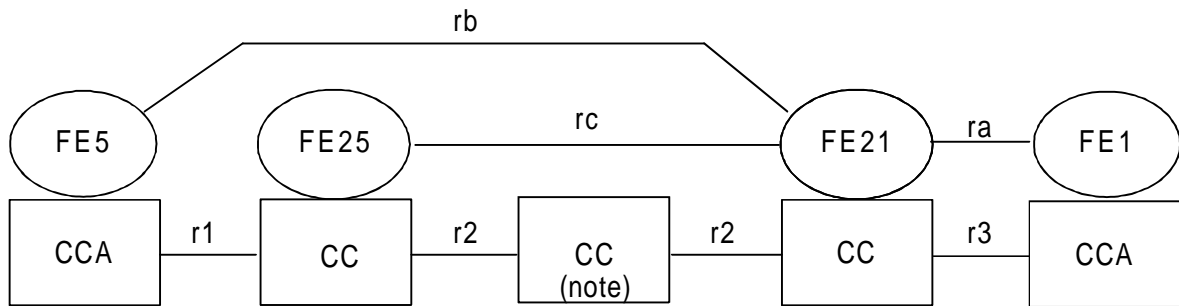 rb
rc
ra
FE5
FE25
FE21
FE1
r1
r2
r2
r3
CCA
CC
CC
(note)
CC
CCA